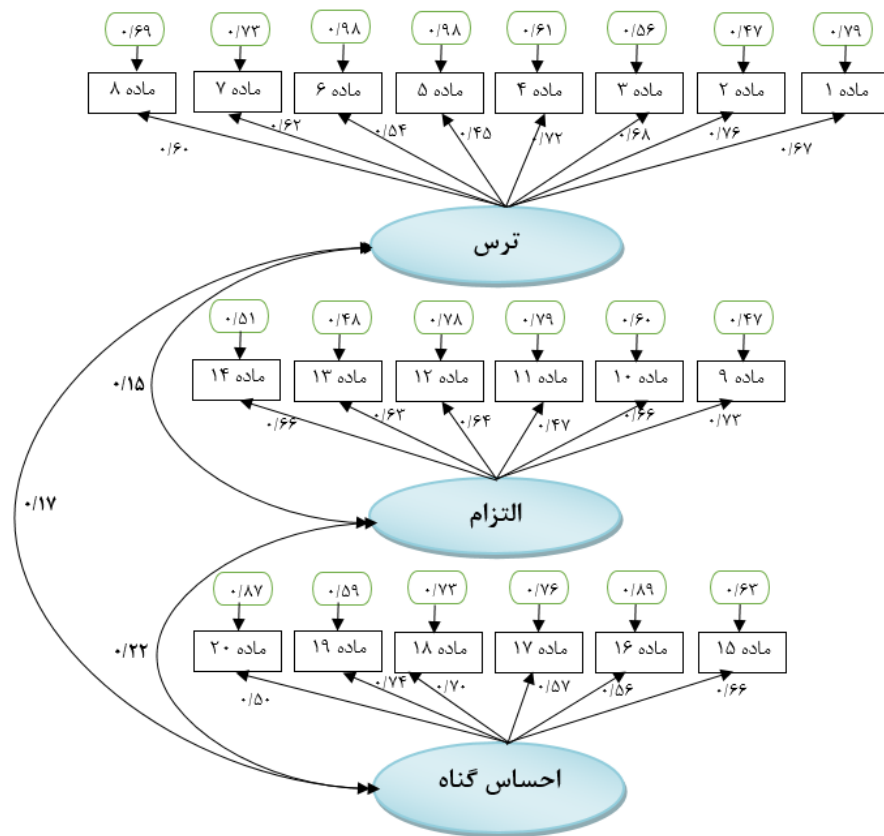 ۰/۷۹ ۰/۴۷ ۰/۵۶ ۰/۶۱ ۰/۹۸ ۰/۹۸ ۰/۷۳ ۰/۶۹
ماده ۱ ماده ۲ ماده ۳ ماده ۴ ماده ۵ ماده ۶ ماده ۷ ماده ۸
۰/۶۷ ۰/۷۶ ۰/۶۸ ۰/۷۲ ۰/۴۵ ۰/۵۴ ۰/۶۲ ۰/۶۰
ترس
۰/۴۷ ۰/۶۰ ۰/۷۹ ۰/۷۸ ۰/۴۸ ۰/۵۱
ماده ۹ ماده ۱۰ ماده ۱۱ ماده ۱۲ ماده ۱۳ ماده ۱۴
۰/۱۵
۰/۷۳ ۰/۶۶ ۰/۴۷ ۰/۶۴ ۰/۶۳ ۰/۶۶
۰/۱۷
التزام
۰/۶۳ ۰/۸۹ ۰/۷۶ ۰/۷۳ ۰/۵۹ ۰/۸۷
ماده ۱۵ ماده ۱۶ ماده ۱۷ ماده ۱۸ ماده ۱۹ ماده ۲۰
۰/۲۲
۰/۶۶ ۰/۵۶ ۰/۵۷ ۰/۷۰ ۰/۷۴ ۰/۵۰
احساس گناه